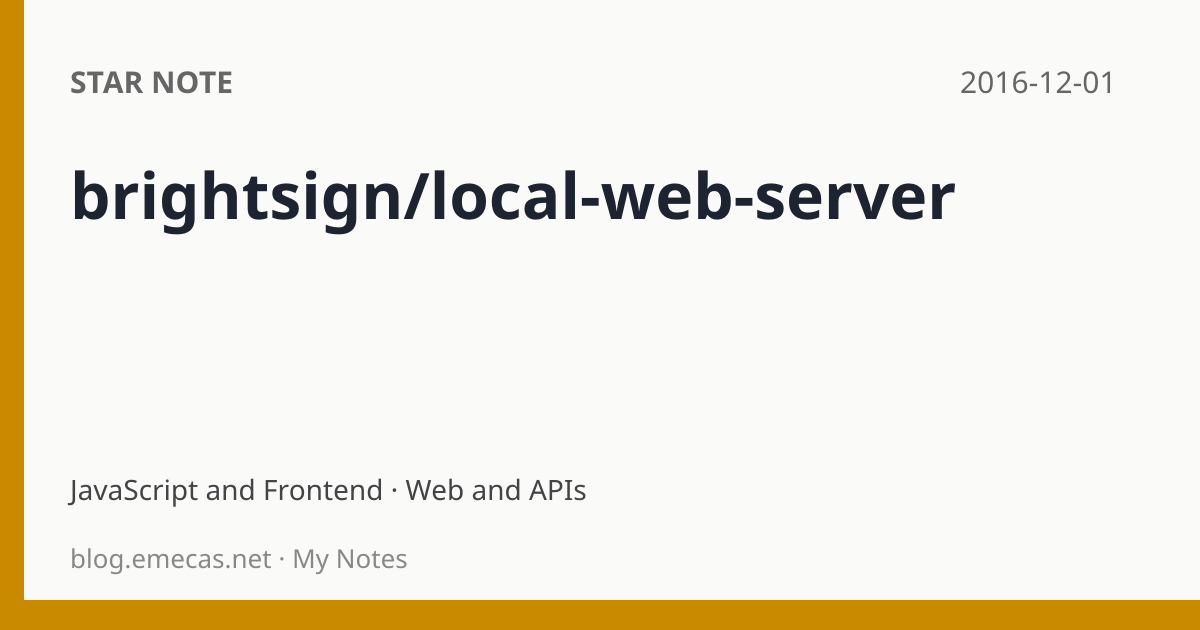 STAR NOTE
2016-12-01
brightsign/local-web-server
JavaScript and Frontend · Web and APIs
blog.emecas.net · My Notes